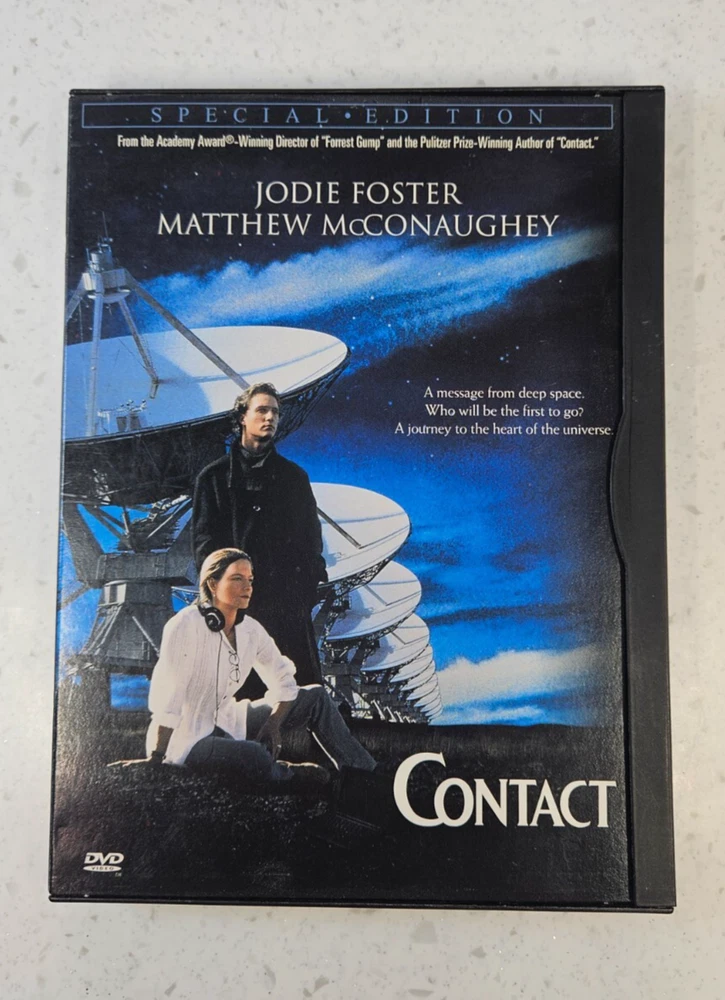 SPECIAL • EDITION
From the Academy Award®-Winning Director of "Forrest Gump" and the Pulitzer Prize-Winning Author of "Contact."
JODIE FOSTER
MATTHEW McCONAUGHEY
A message from deep space.
Who will be the first to go?
A journey to the heart of the universe.
CONTACT
DVD
VIDEO
TM